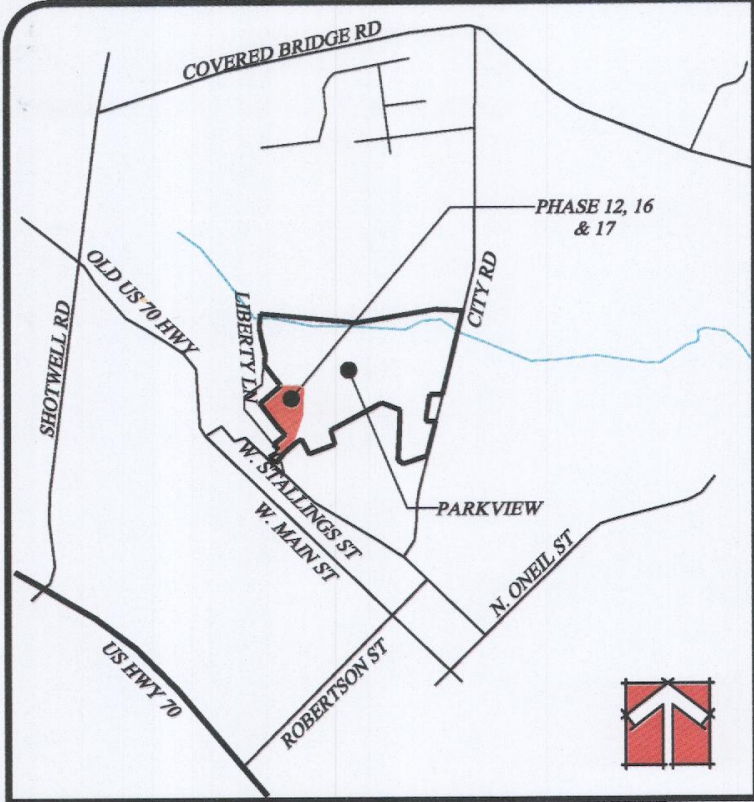 COVERED BRIDGE RD
PHASE 12, 16
& 17
OLD US 70 HWY
LIBERTY LN
CITY RD
SHOTWELL RD
W. STALLINGS ST
W. MAIN ST
PARKVIEW
N. ONEIL ST
US HWY 70
ROBERTSON ST